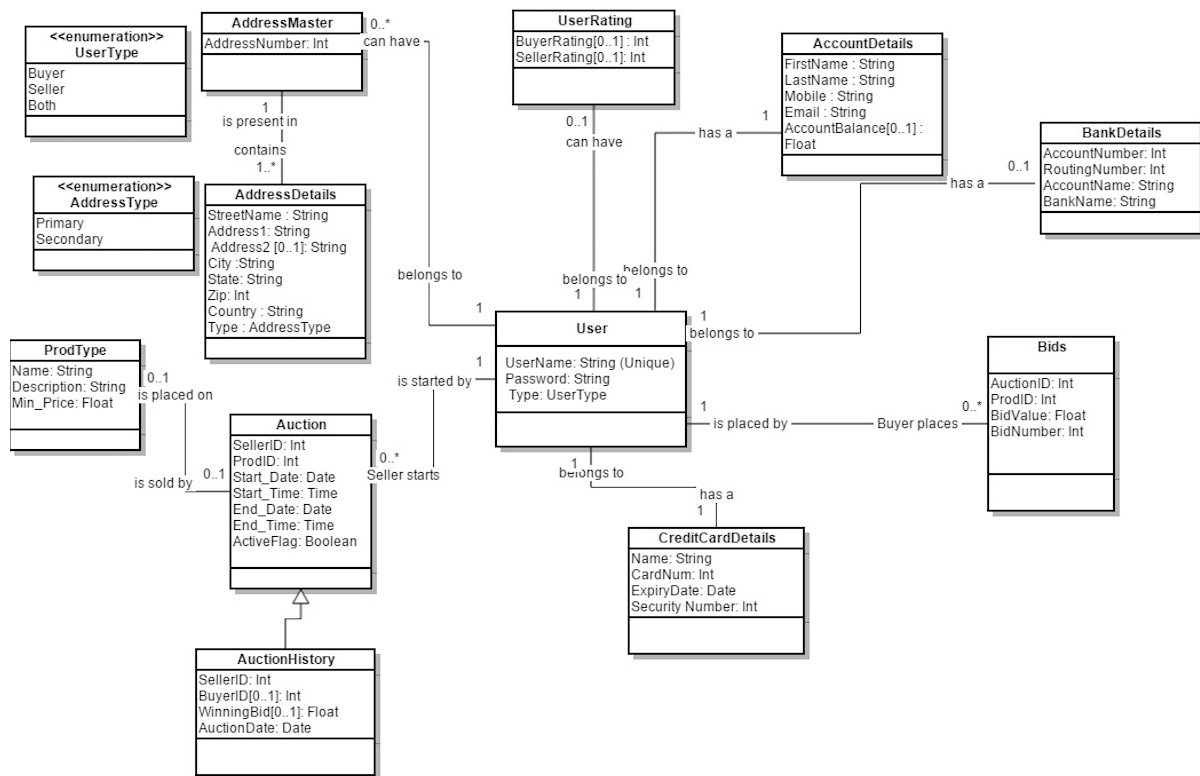 <<enumeration>>
UserType
Buyer
Seller
Both
AddressMaster
AddressNumber: Int
0..*
can have
UserRating
BuyerRating[0..1] : Int
SellerRating[0..1]: Int
0..1
can have
AccountDetails
FirstName : String
LastName : String
Mobile : String
Email : String
AccountBalance[0..1] :
Float
1
has a
BankDetails
AccountNumber: Int
RoutingNumber: Int
AccountName: String
BankName: String
0..1
has a
1
is present in
contains
1..*
<<enumeration>>
AddressType
Primary
Secondary
AddressDetails
StreetName : String
Address1: String
Address2 [0..1]: String
City :String
State: String
Zip: Int
Country : String
Type : AddressType
belongs to
1
belongs to
1
belongs to
1
1
belongs to
User
UserName: String (Unique)
Password: String
Type: UserType
ProdType
Name: String
Description: String
Min_Price: Float
0..1
is placed on
is sold by
0..1
Auction
SellerID: Int
ProdID: Int
Start_Date: Date
Start_Time: Time
End_Date: Date
End_Time: Time
ActiveFlag: Boolean
1
is started by
0..*
Seller starts
Bids
AuctionID: Int
ProdID: Int
BidValue: Float
BidNumber: Int
1
is placed by
Buyer places
0..*
1
belongs to
has a
1
CreditCardDetails
Name: String
CardNum: Int
ExpiryDate: Date
Security Number: Int
AuctionHistory
SellerID: Int
BuyerID[0..1]: Int
WinningBid[0..1]: Float
AuctionDate: Date